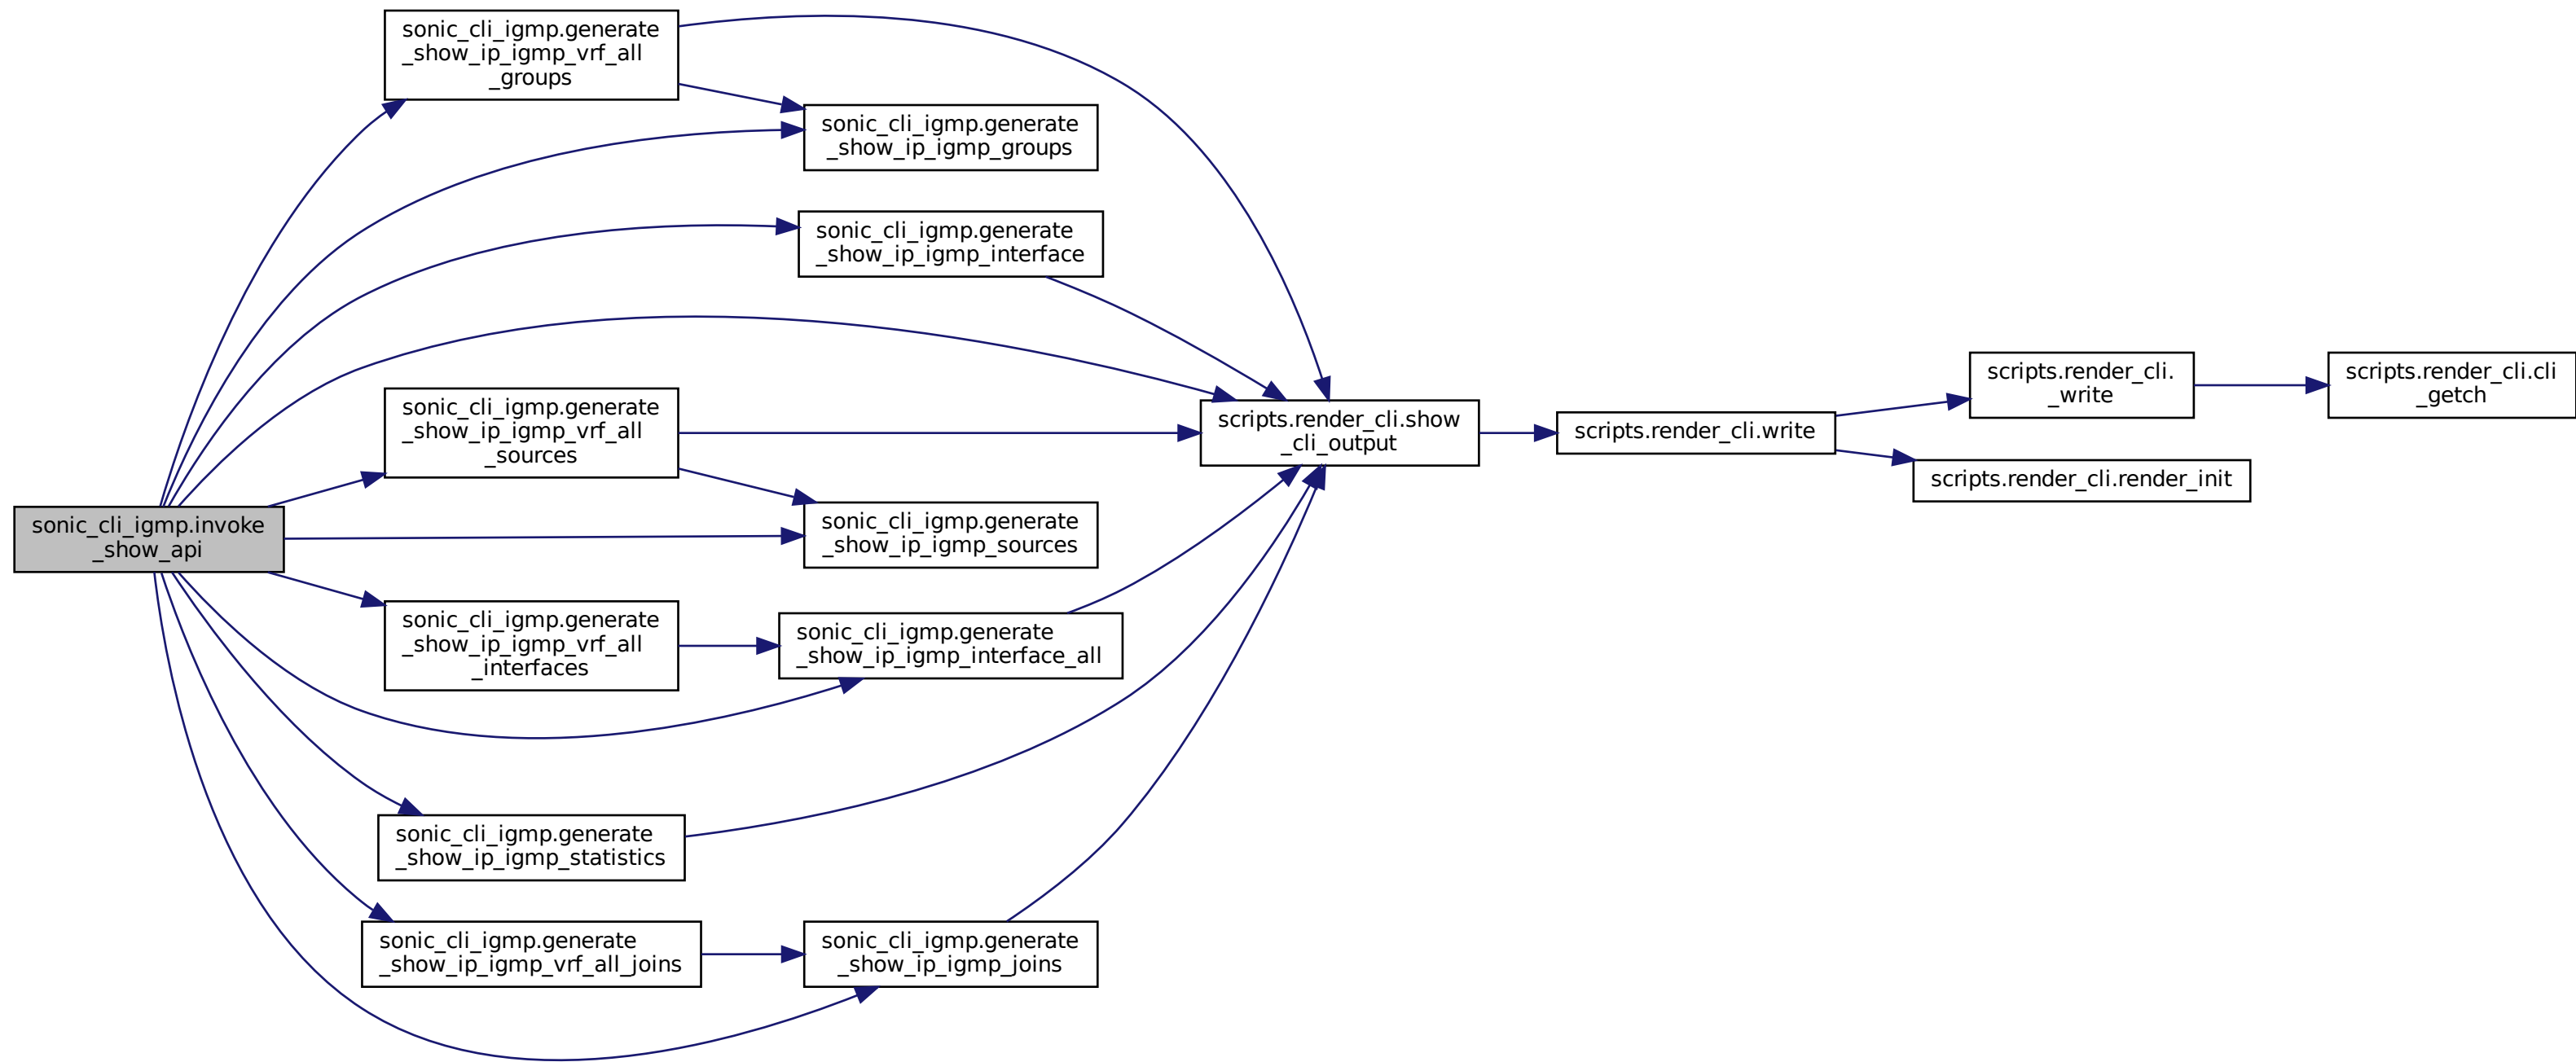 sonic_cli_igmp.generate
_show_ip_igmp_vrf_all
_groups
sonic_cli_igmp.generate
_show_ip_igmp_groups
sonic_cli_igmp.generate
_show_ip_igmp_interface
sonic_cli_igmp.generate
_show_ip_igmp_vrf_all
_sources
scripts.render_cli.show
_cli_output
scripts.render_cli.write
scripts.render_cli.
_write
scripts.render_cli.cli
_getch
scripts.render_cli.render_init
sonic_cli_igmp.invoke
_show_api
sonic_cli_igmp.generate
_show_ip_igmp_sources
sonic_cli_igmp.generate
_show_ip_igmp_vrf_all
_interfaces
sonic_cli_igmp.generate
_show_ip_igmp_interface_all
sonic_cli_igmp.generate
_show_ip_igmp_statistics
sonic_cli_igmp.generate
_show_ip_igmp_vrf_all_joins
sonic_cli_igmp.generate
_show_ip_igmp_joins